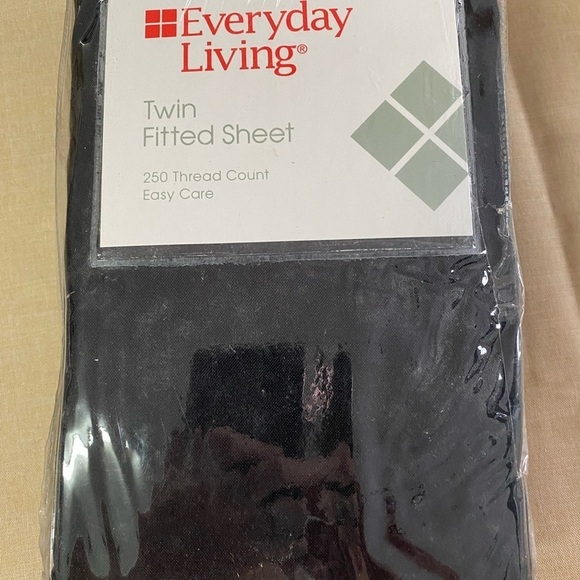 Everyday
Living®
Twin
Fitted Sheet
250 Thread Count
Easy Care